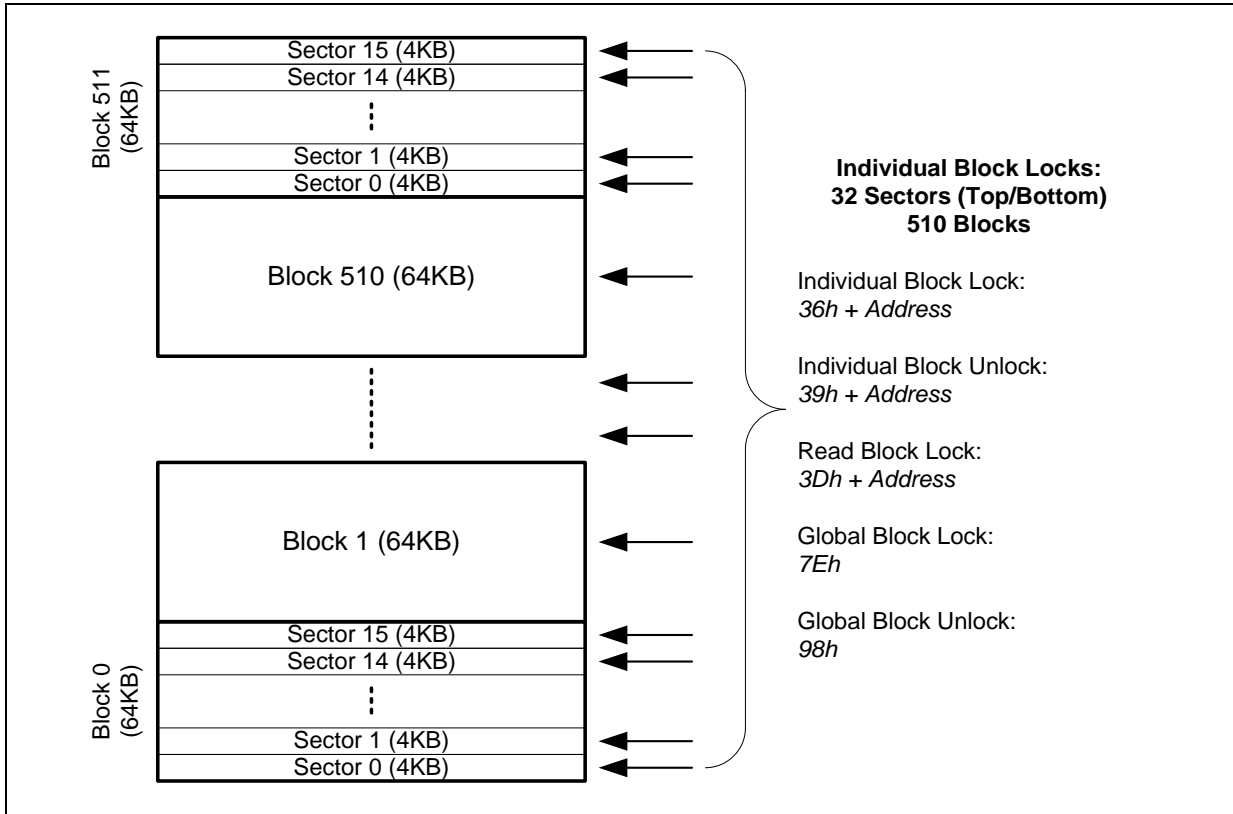 Block 511
(64KB)
Sector 15 (4KB)
Sector 14 (4KB)
Sector 1 (4KB)
Sector 0 (4KB)
Block 510 (64KB)
Block 1 (64KB)
Block 0
(64KB)
Sector 15 (4KB)
Sector 14 (4KB)
Sector 1 (4KB)
Sector 0 (4KB)
Individual Block Locks:
32 Sectors (Top/Bottom)
510 Blocks
Individual Block Lock:
36h + Address
Individual Block Unlock:
39h + Address
Read Block Lock:
3Dh + Address
Global Block Lock:
7Eh
Global Block Unlock:
98h